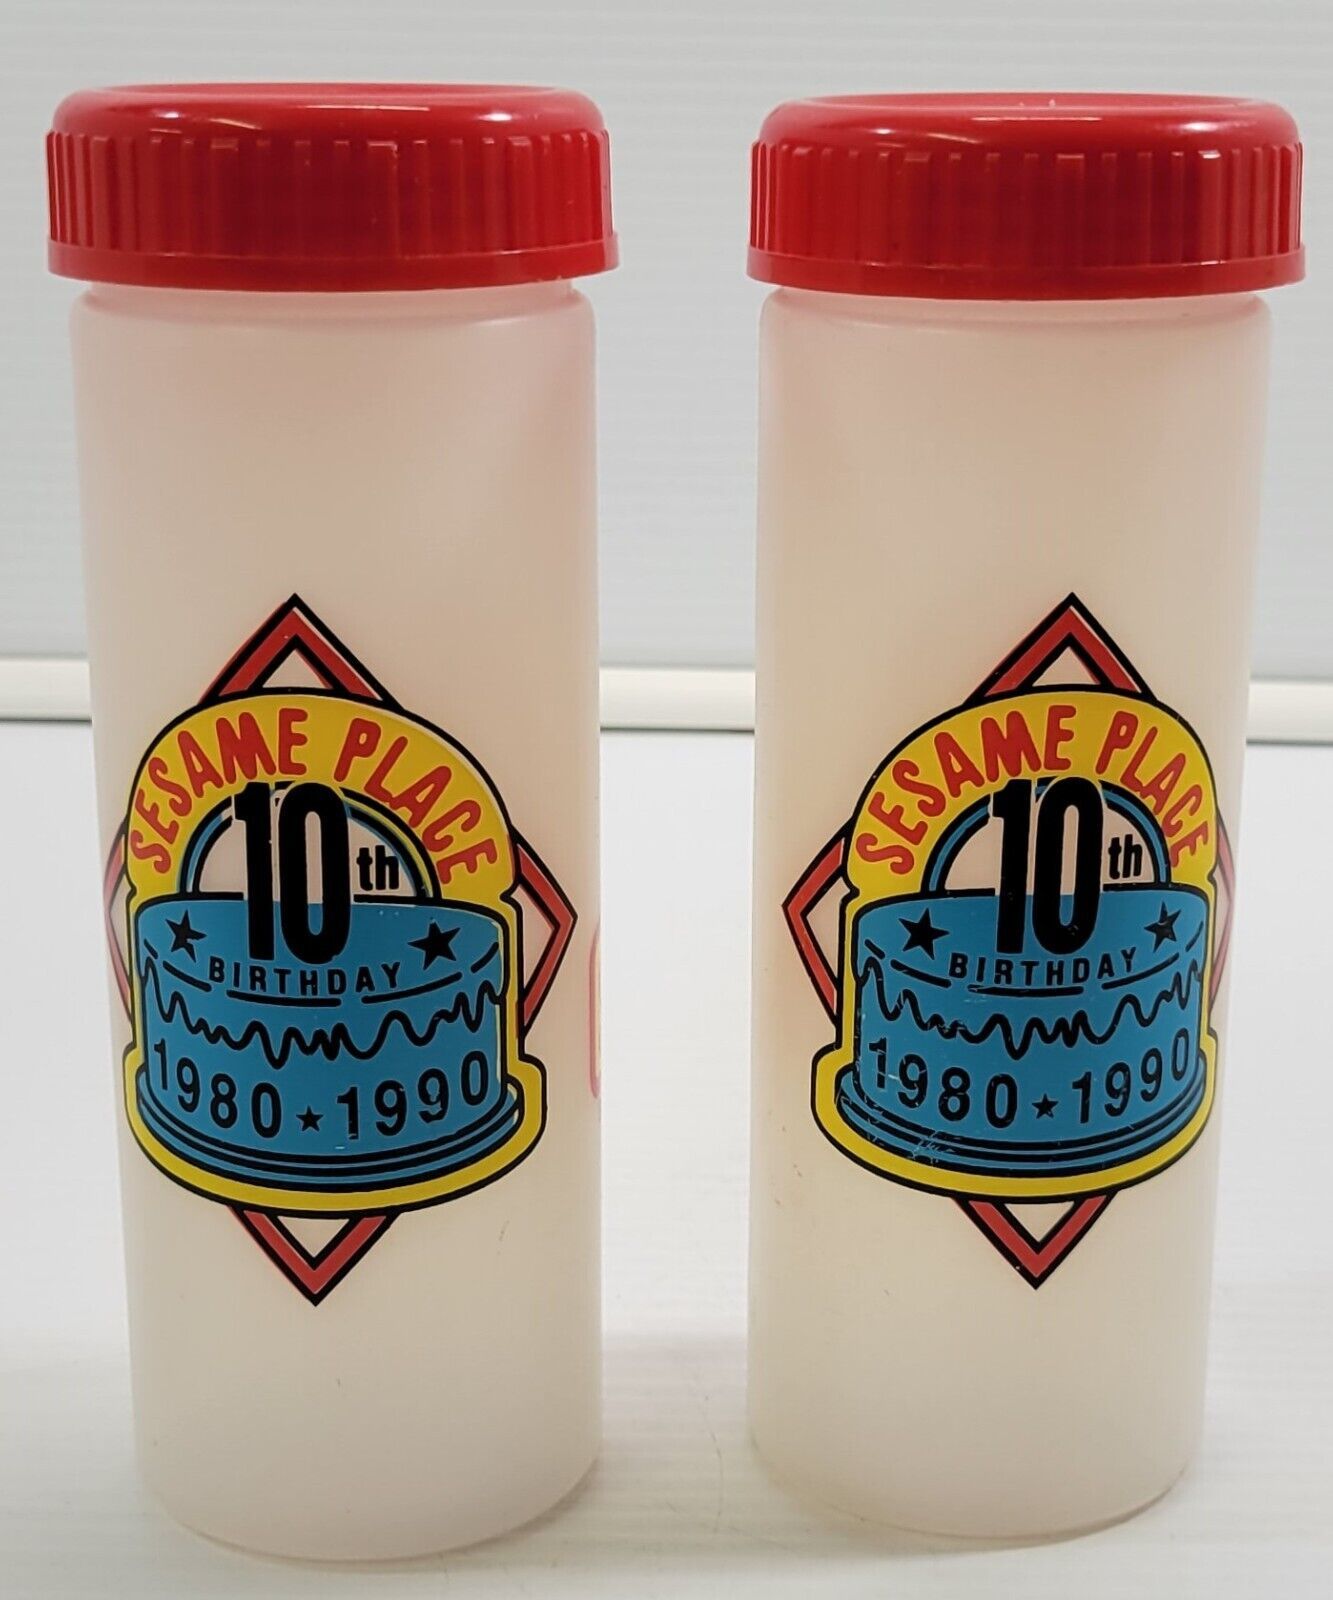 SESAME PLACE
10th
BIRTHDAY
1980 ★ 1990
SESAME PLACE
10th
BIRTHDAY
1980 ★ 1990